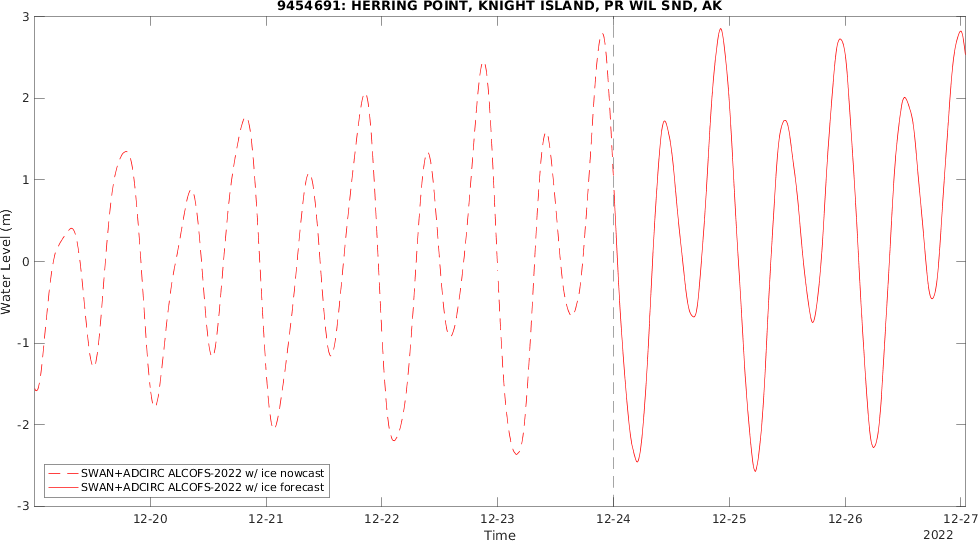 9454691: HERRING POINT, KNIGHT ISLAND, PR WIL SND, AK
3
2
1
0
-1
-2
-3
Water Level (m)
SWAN+ADCIRC ALCOFS-2022 w/ ice nowcast
SWAN+ADCIRC ALCOFS-2022 w/ ice forecast
12-20 12-21 12-22 12-23 12-24 12-25 12-26 12-27
Time 2022